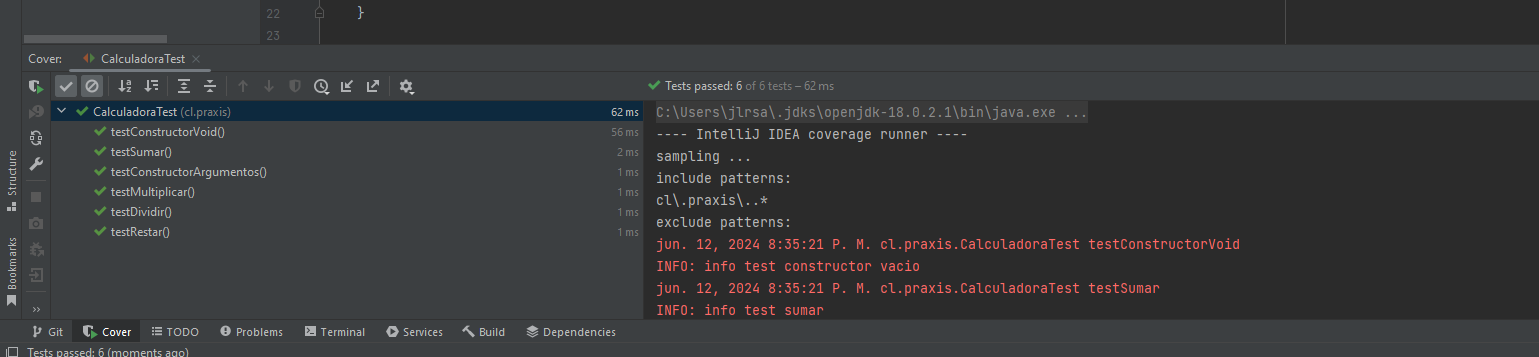 22 }
23
Cover: CalculadoraTest
Tests passed: 6 of 6 tests – 62 ms
CalculadoraTest (cl.praxis) 62 ms
testConstructorVoid() 56 ms
testSumar() 2 ms
testConstructorArgumentos() 1 ms
testMultiplicar() 1 ms
testDividir() 1 ms
testRestar() 1 ms
C:\Users\jlrsa\.jdks\openjdk-18.0.2.1\bin\java.exe ...
---- IntelliJ IDEA coverage runner ----
sampling ...
include patterns:
cl\.praxis\..*
exclude patterns:
jun. 12, 2024 8:35:21 P. M. cl.praxis.CalculadoraTest testConstructorVoid
INFO: info test constructor vacio
jun. 12, 2024 8:35:21 P. M. cl.praxis.CalculadoraTest testSumar
INFO: info test sumar
Structure
Bookmarks
Git Cover TODO Problems Terminal Services Build Dependencies
Tests passed: 6 (moments ago)